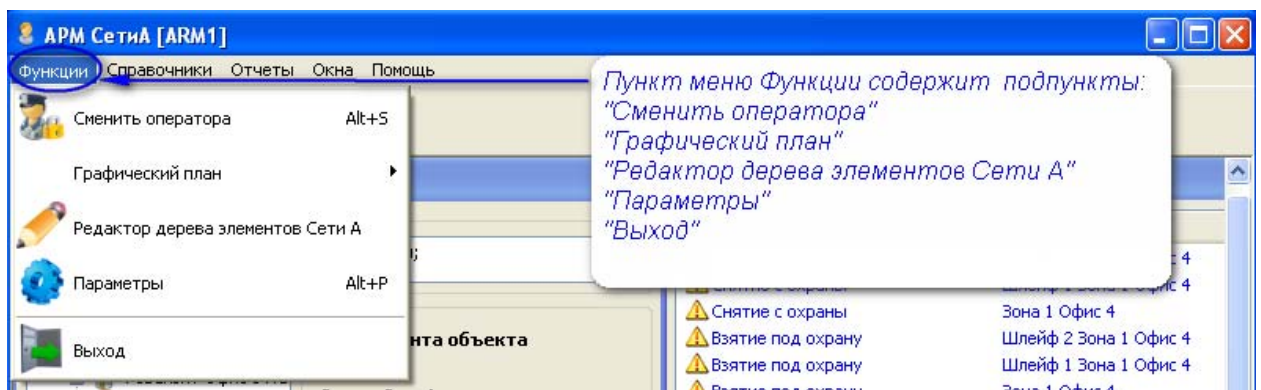 АРМ СетиА [ARM1]
Функции Справочники Отчеты Окна Помощь
Пункт меню Функции содержит подпункты:
"Сменить оператора"
"Графический план"
"Редактор дерева элементов Сети А"
"Параметры"
"Выход"
Сменить оператора Alt+S
Графический план
Редактор дерева элементов Сети А
Параметры Alt+P
Выход
нта объекта
4
Снятие с охраны Зона 1 Офис 4
Взятие под охрану Шлейф 2 Зона 1 Офис 4
Взятие под охрану Шлейф 1 Зона 1 Офис 4